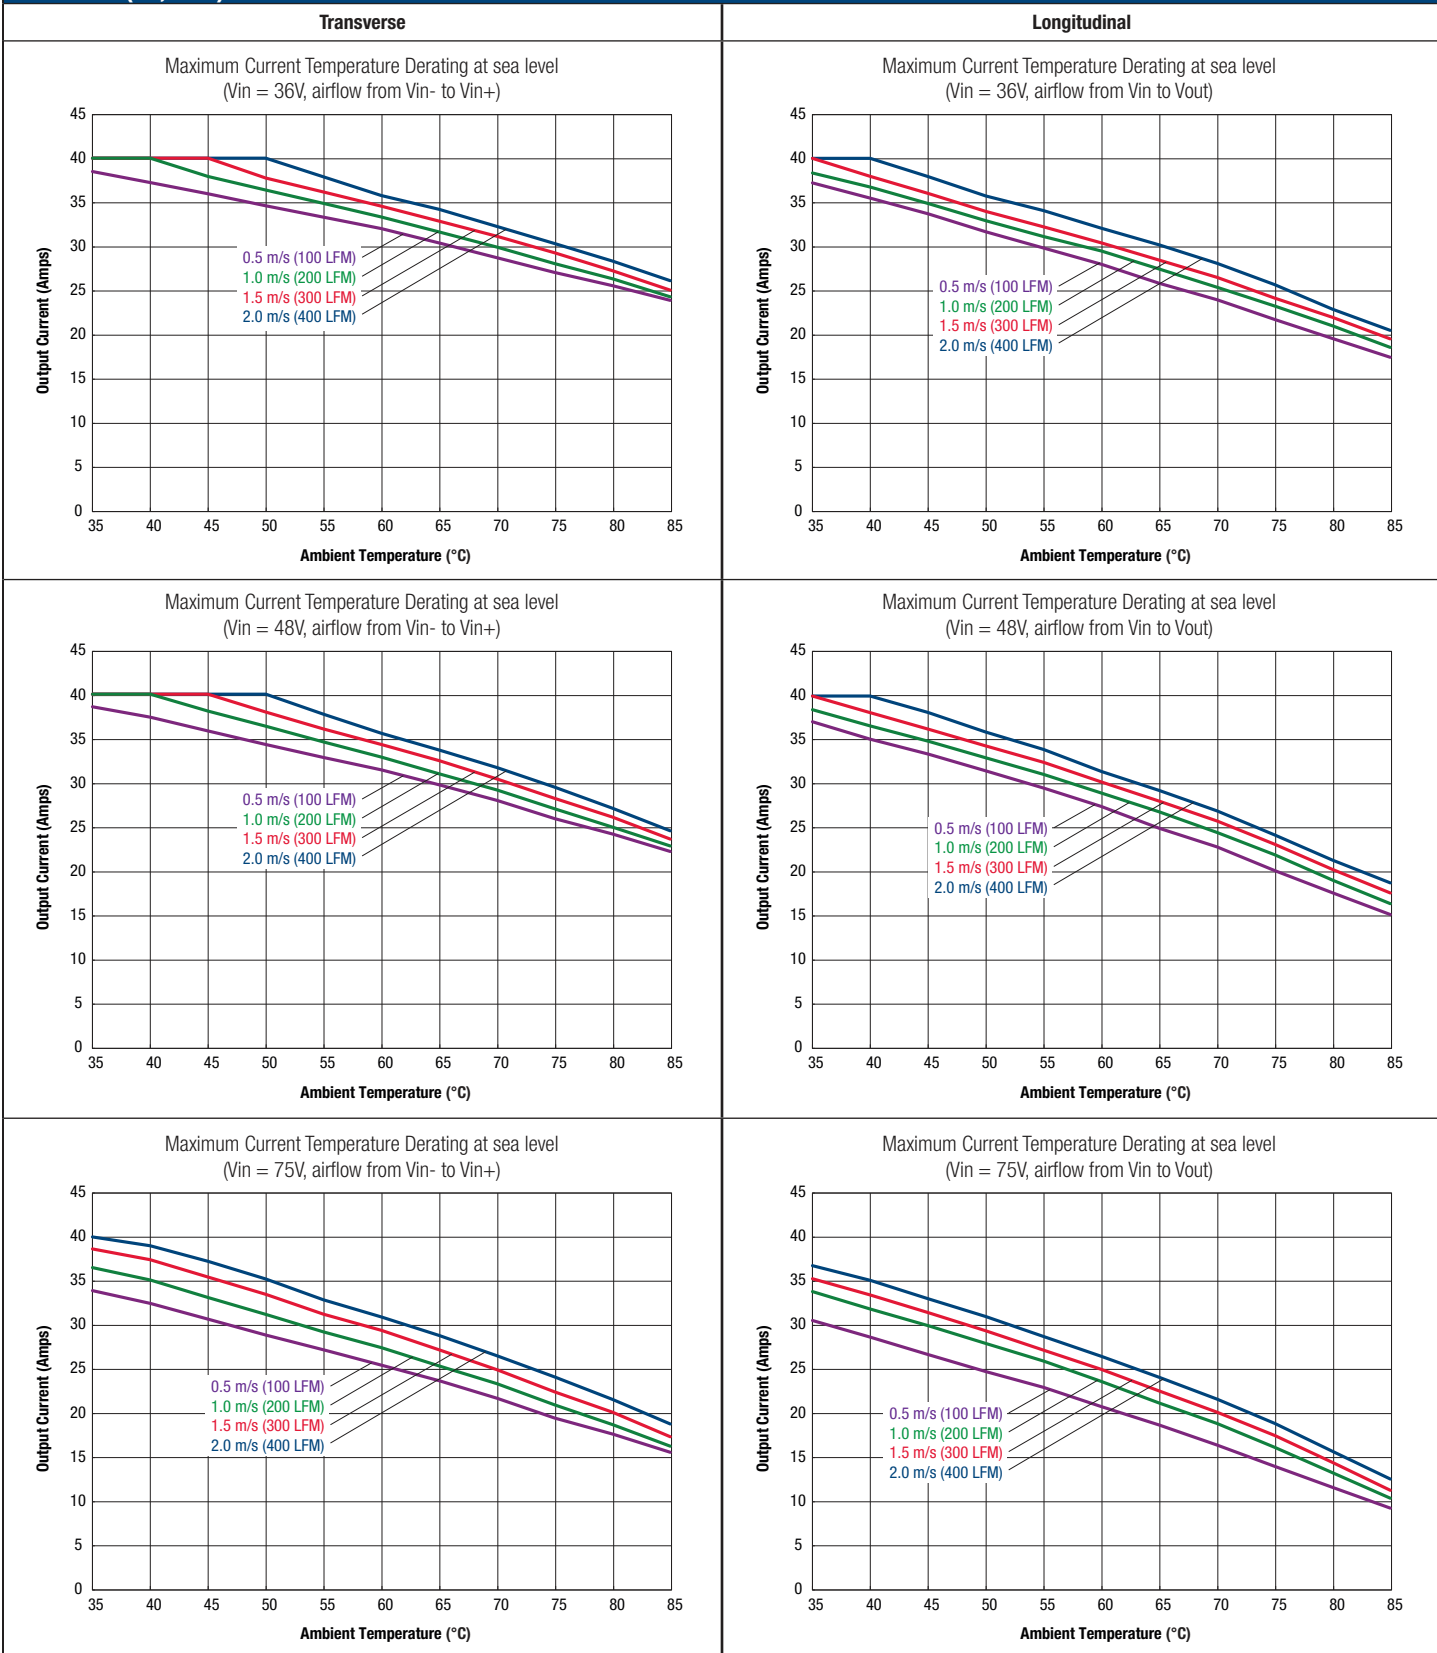 Transverse
Longitudinal
Maximum Current Temperature Derating at sea level
(Vin = 36V, airflow from Vin- to Vin+)
45
40
35
30
25
20
15
10
5
0
Output Current (Amps)
0.5 m/s (100 LFM)
1.0 m/s (200 LFM)
1.5 m/s (300 LFM)
2.0 m/s (400 LFM)
35 40 45 50 55 60 65 70 75 80 85
Ambient Temperature (°C)
Maximum Current Temperature Derating at sea level
(Vin = 36V, airflow from Vin to Vout)
45
40
35
30
25
20
15
10
5
0
Output Current (Amps)
0.5 m/s (100 LFM)
1.0 m/s (200 LFM)
1.5 m/s (300 LFM)
2.0 m/s (400 LFM)
35 40 45 50 55 60 65 70 75 80 85
Ambient Temperature (°C)
Maximum Current Temperature Derating at sea level
(Vin = 48V, airflow from Vin- to Vin+)
45
40
35
30
25
20
15
10
5
0
Output Current (Amps)
0.5 m/s (100 LFM)
1.0 m/s (200 LFM)
1.5 m/s (300 LFM)
2.0 m/s (400 LFM)
35 40 45 50 55 60 65 70 75 80 85
Ambient Temperature (°C)
Maximum Current Temperature Derating at sea level
(Vin = 48V, airflow from Vin to Vout)
45
40
35
30
25
20
15
10
5
0
Output Current (Amps)
0.5 m/s (100 LFM)
1.0 m/s (200 LFM)
1.5 m/s (300 LFM)
2.0 m/s (400 LFM)
35 40 45 50 55 60 65 70 75 80 85
Ambient Temperature (°C)
Maximum Current Temperature Derating at sea level
(Vin = 75V, airflow from Vin- to Vin+)
45
40
35
30
25
20
15
10
5
0
Output Current (Amps)
0.5 m/s (100 LFM)
1.0 m/s (200 LFM)
1.5 m/s (300 LFM)
2.0 m/s (400 LFM)
35 40 45 50 55 60 65 70 75 80 85
Ambient Temperature (°C)
Maximum Current Temperature Derating at sea level
(Vin = 75V, airflow from Vin to Vout)
45
40
35
30
25
20
15
10
5
0
Output Current (Amps)
0.5 m/s (100 LFM)
1.0 m/s (200 LFM)
1.5 m/s (300 LFM)
2.0 m/s (400 LFM)
35 40 45 50 55 60 65 70 75 80 85
Ambient Temperature (°C)